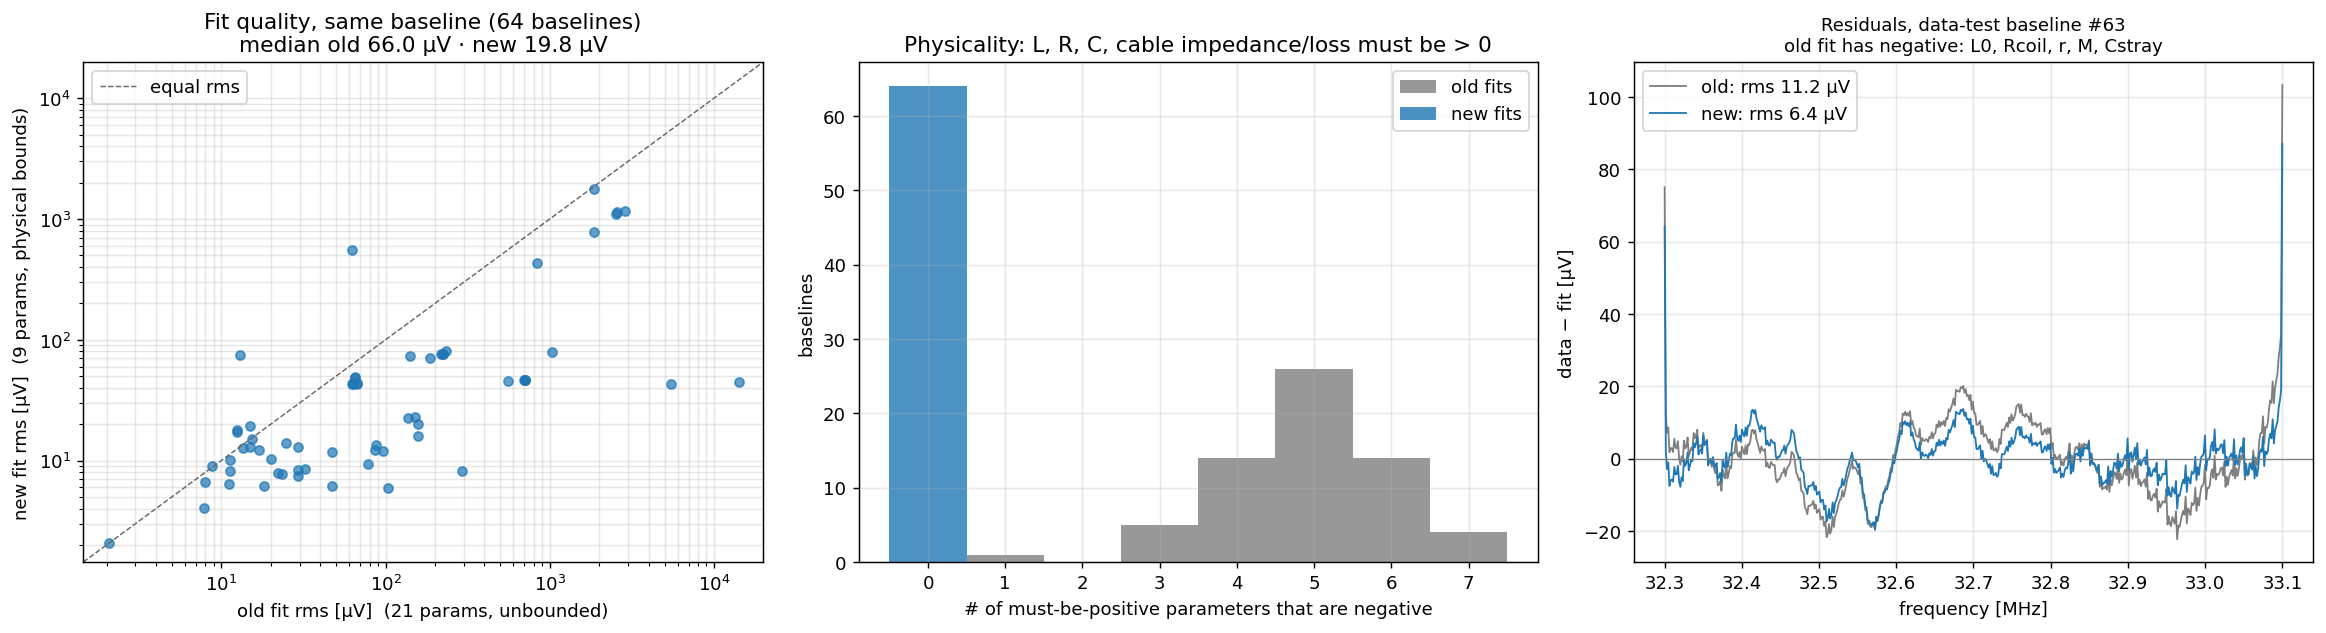 Fit quality, same baseline (64 baselines)
median old 66.0 µV · new 19.8 µV
equal rms
10⁴
10³
10²
10¹
new fit rms [µV]  (9 params, physical bounds)
10¹
10²
10³
10⁴
old fit rms [µV]  (21 params, unbounded)
Physicality: L, R, C, cable impedance/loss must be > 0
old fits
new fits
60
50
40
30
20
10
0
baselines
0
1
2
3
4
5
6
7
# of must-be-positive parameters that are negative
Residuals, data-test baseline #63
old fit has negative: L0, Rcoil, r, M, Cstray
old: rms 11.2 µV
new: rms 6.4 µV
100
80
60
40
20
0
−20
data − fit [µV]
32.3
32.4
32.5
32.6
32.7
32.8
32.9
33.0
33.1
frequency [MHz]